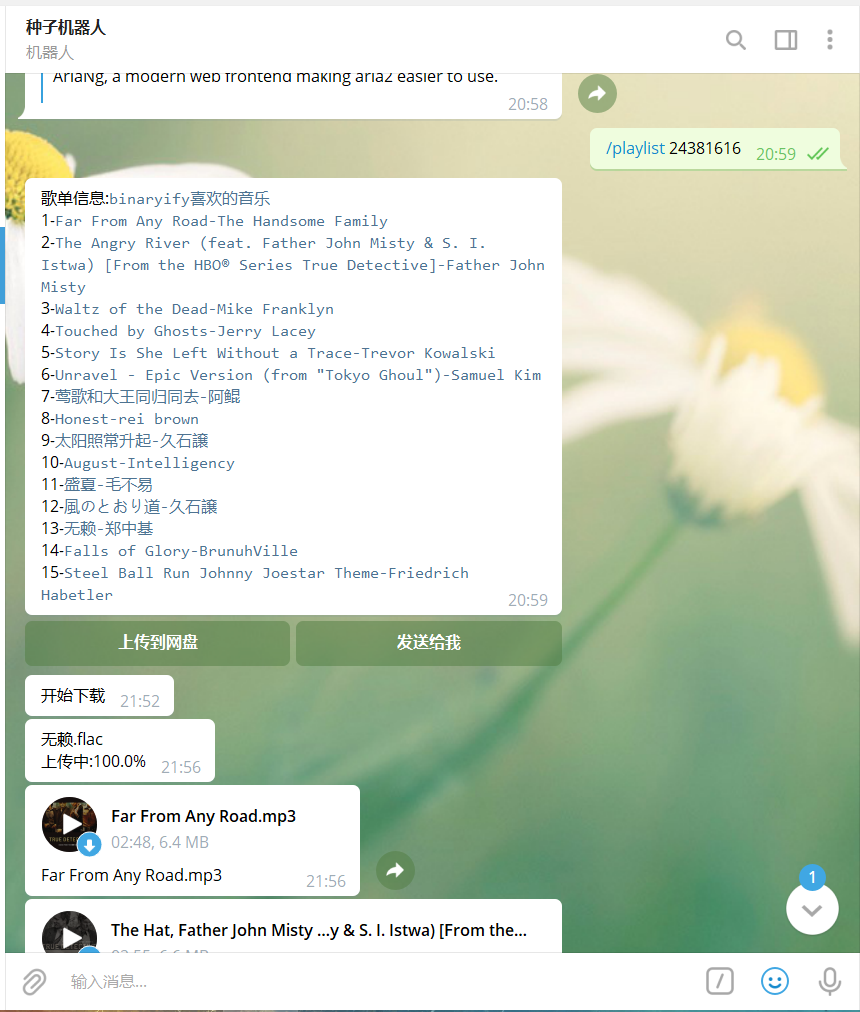 种子机器人
机器人
AriaNg, a modern web frontend making aria2 easier to use.
20:58
/playlist 24381616 20:59
歌单信息:binaryify喜欢的音乐
1-Far From Any Road-The Handsome Family
2-The Angry River (feat. Father John Misty & S. I.
Istwa) [From the HBO® Series True Detective]-Father John
Misty
3-Waltz of the Dead-Mike Franklyn
4-Touched by Ghosts-Jerry Lacey
5-Story Is She Left Without a Trace-Trevor Kowalski
6-Unravel - Epic Version (from "Tokyo Ghoul")-Samuel Kim
7-莺歌和大王同归同去-阿鲲
8-Honest-rei brown
9-太阳照常升起-久石譲
10-August-Intelligency
11-盛夏-毛不易
12-風のとおり道-久石譲
13-无赖-郑中基
14-Falls of Glory-BrunuhVille
15-Steel Ball Run Johnny Joestar Theme-Friedrich
Habetler
20:59
上传到网盘 发送给我
开始下载 21:52
无赖.flac
上传中:100.0% 21:56
Far From Any Road.mp3
02:48, 6.4 MB
Far From Any Road.mp3
21:56
1
The Hat, Father John Misty ...y & S. I. Istwa) [From the...
输入消息...